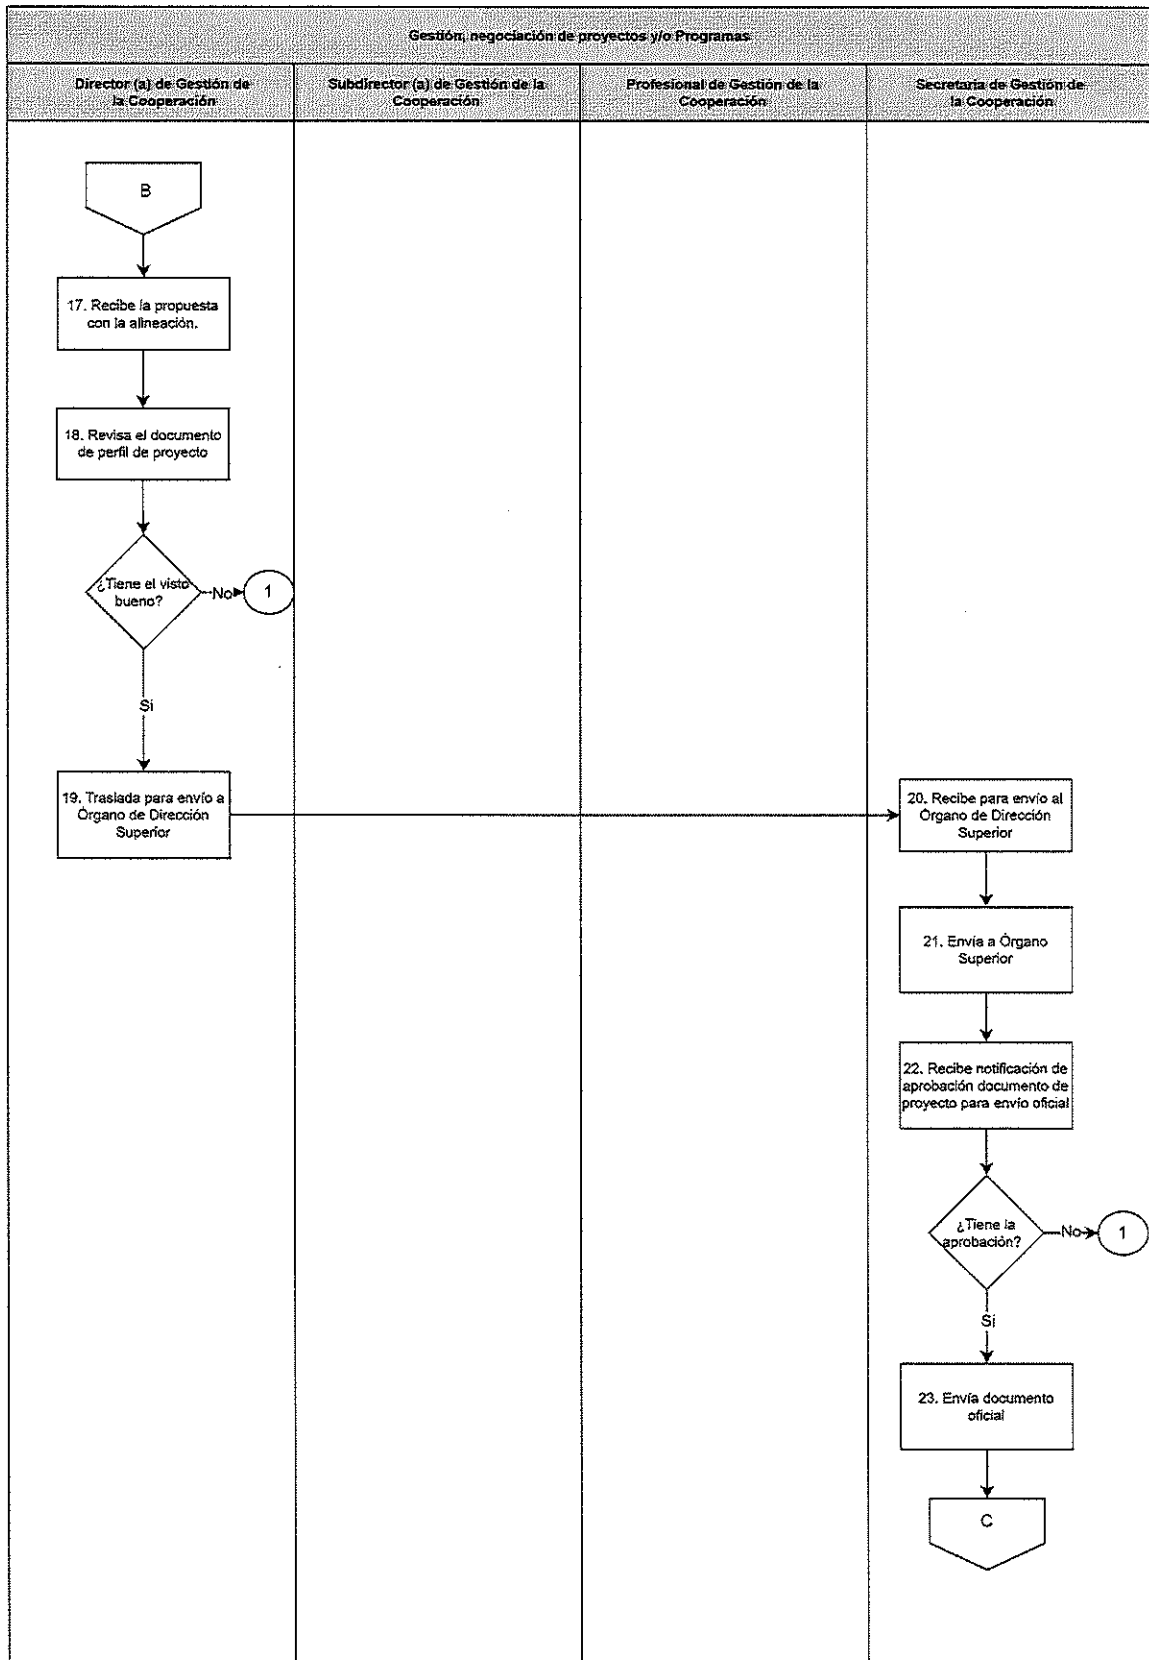 Gestión, negociación de proyectos y/o Programas
Director (a) de Gestión de
la Cooperación
Subdirector (a) de Gestión de la
Cooperación
Profesional de Gestión de la
Cooperación
Secretaria de Gestión de
la Cooperación
B
17. Recibe la propuesta
con la alineación.
18. Revisa el documento
de perfil de proyecto
¿Tiene el visto
bueno?
No
1
Si
19. Traslada para envío a
Órgano de Dirección
Superior
20. Recibe para envío al
Órgano de Dirección
Superior
21. Envía a Órgano
Superior
22. Recibe notificación de
aprobación documento de
proyecto para envío oficial
¿Tiene la
aprobación?
No
1
Si
23. Envía documento
oficial
C